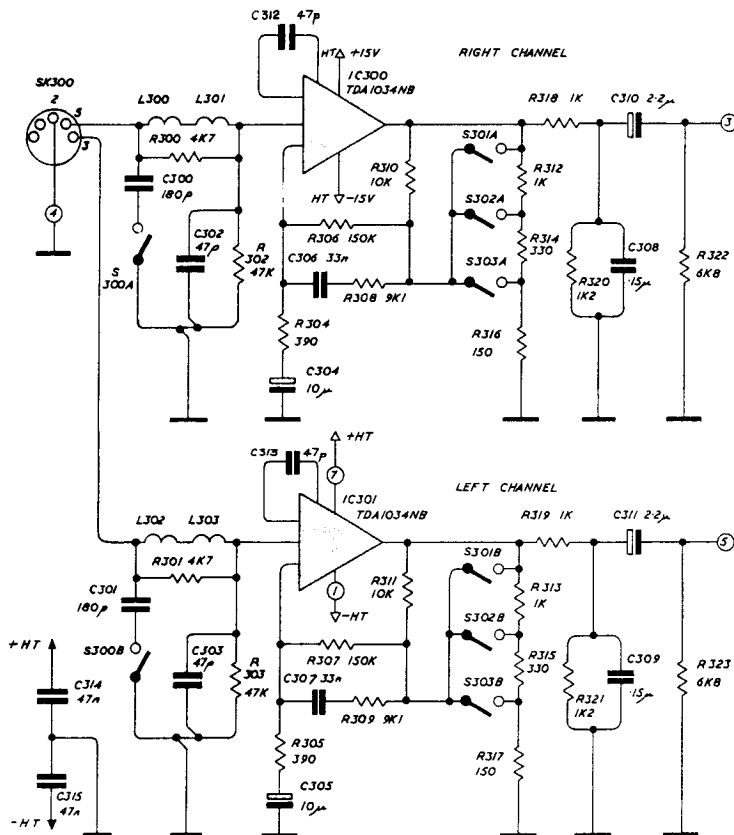 C312 47p
HT +15V
RIGHT CHANNEL
SK300
2
5
3
4
L300 L301
R300 4K7
IC300
TDA1034NB
R318 1K
C310 2·2μ
3
C300
180p
S
300A
C302
47p
R
302
47K
HT -15V
R310
10K
S301A
R312
1K
S302A
R314
330
S303A
R306 150K
C306 33n
R308 9K1
R304
390
C304
10μ
R316
150
R320
1K2
C308
·15μ
R322
6K8
C313 47p
+HT
7
IC301
TDA1034NB
LEFT CHANNEL
L302 L303
R301 4K7
R319 1K
C311 2·2μ
5
C301
180p
S300B
C303
47p
R
303
47K
1
-HT
R311
10K
S301B
R313
1K
S302B
R315
330
S303B
R307 150K
C307 33n
R309 9K1
R305
390
C305
10μ
R317
150
R321
1K2
C309
·15μ
R323
6K8
+HT
C314
47n
C315
47n
-HT